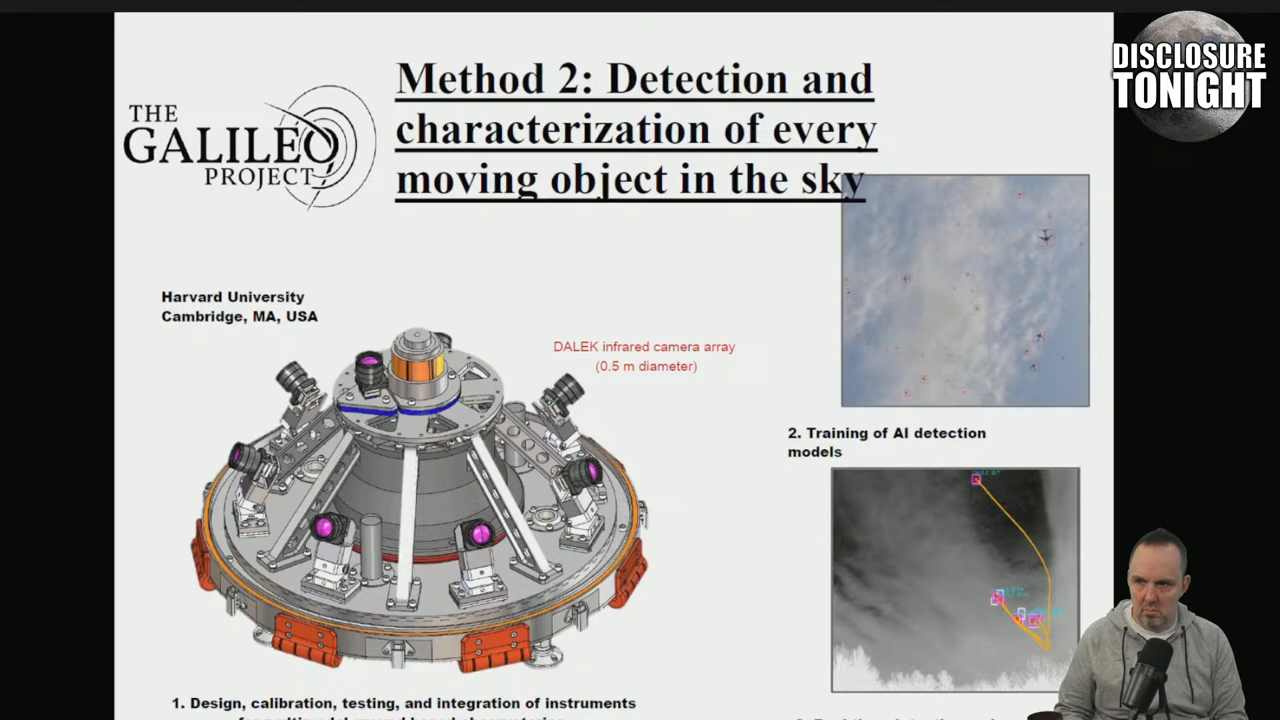 DISCLOSURE
TONIGHT
THE
GALILEO
PROJECT
Method 2: Detection and
characterization of every
moving object in the sky
Harvard University
Cambridge, MA, USA
DALEK infrared camera array
(0.5 m diameter)
2. Training of AI detection
models
1. Design, calibration, testing, and integration of instruments